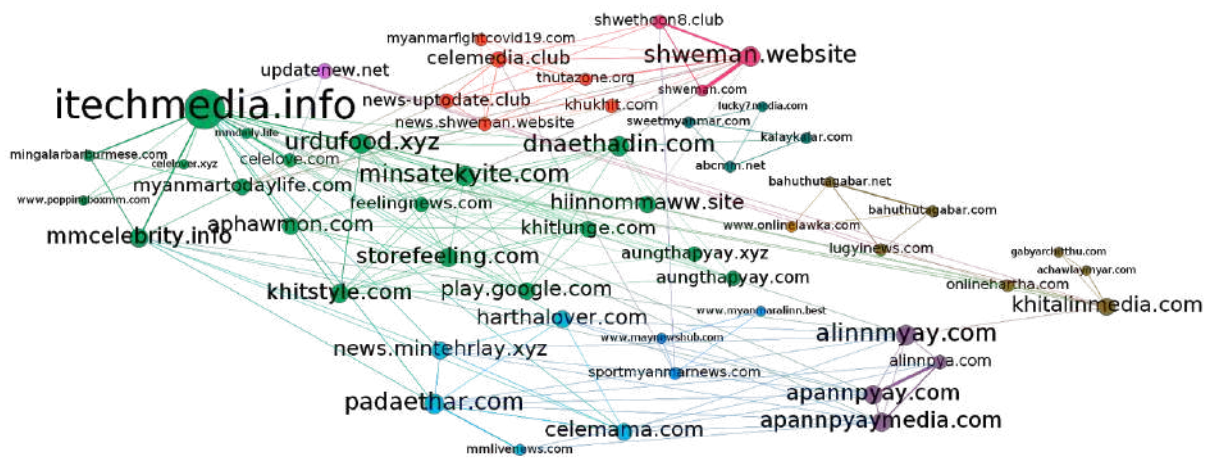 shwethoon8.club
myanmarfightcovid19.com
shweman.website
celemedia.club
updatenew.net
thutazone.org
shweman.com
itechmedia.info
news-uptodate.club
khukhit.com
lucky7media.com
sweetmyanmar.com
news.shweman.website
mmdaily.life
urdufood.xyz
dnaethadin.com
kalaykalar.com
mingalarbarburmese.com
celelover.xyz
celelove.com
abcmm.net
minsatekyite.com
myanmartodaylife.com
bahuthutagabar.net
www.poppinboxmm.com
feelingnews.com
hiinnommaww.site
bahuthutagabar.com
aphawmon.com
khitlunge.com
www.onlinelawka.com
mmcelebrity.info
lugyinews.com
storefeeling.com
aungthapyay.xyz
achawlaymyar.com
aungthapyay.com
onlinehartha.com
khitstyle.com
play.google.com
khitalinmedia.com
www.myanmaralinn.best
harthalover.com
alinnmyay.com
www.maynewshub.com
news.mintehrlay.xyz
alinnpya.com
sportmyanmarnews.com
apannpyay.com
padaethar.com
apannpyaymedia.com
celemama.com
mmlivenews.com